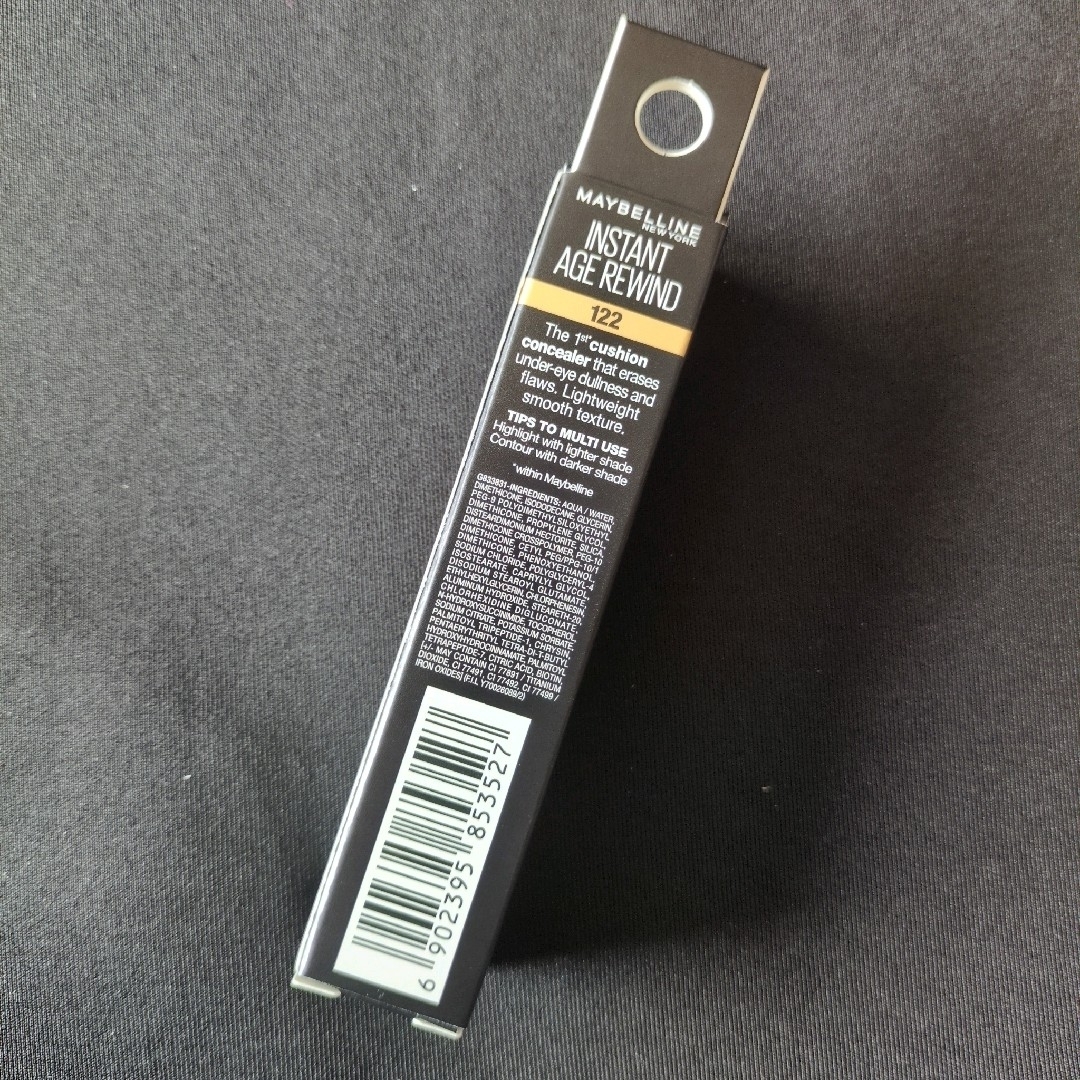 MAYBELLINE
NEW YORK
INSTANT
AGE REWIND
122
The 1st* cushion
concealer that erases
under-eye dullness and
flaws. Lightweight
smooth texture.
TIPS TO MULTI USE
Highlight with lighter shade
Contour with darker shade
*within Maybelline
G833831-INGREDIENTS: AQUA / WATER,
DIMETHICONE, ISODODECANE, GLYCERIN,
PEG-9 POLYDIMETHYLSILOXYETHYL
DIMETHICONE, PROPYLENE GLYCOL,
DISTEARDIMONIUM HECTORITE, SILICA,
DIMETHICONE CROSSPOLYMER, PEG-10
DIMETHICONE, CETYL PEG/PPG-10/1
DIMETHICONE, PHENOXYETHANOL,
SODIUM CHLORIDE, POLYGLYCERYL-4
ISOSTEARATE, CAPRYLYL GLYCOL,
DISODIUM STEAROYL GLUTAMATE,
ETHYLHEXYLGLYCERIN, CHLORPHENESIN,
ALUMINUM HYDROXIDE, STEARETH-20,
CHLORHEXIDINE DIGLUCONATE,
N-HYDROXYSUCCINIMIDE, TOCOPHEROL,
SODIUM CITRATE, POTASSIUM SORBATE,
PALMITOYL TRIPEPTIDE-1, CHRYSIN,
PENTAERYTHRITYL TETRA-DI-T-BUTYL
HYDROXYHYDROCINNAMATE, PALMITOYL
TETRAPEPTIDE-7, CITRIC ACID, BIOTIN,
[+/- MAY CONTAIN CI 77891 / TITANIUM
DIOXIDE, CI 77491, CI 77492, CI 77499 /
IRON OXIDES] (F.I.L Y70026089/2)
6 902395 853527